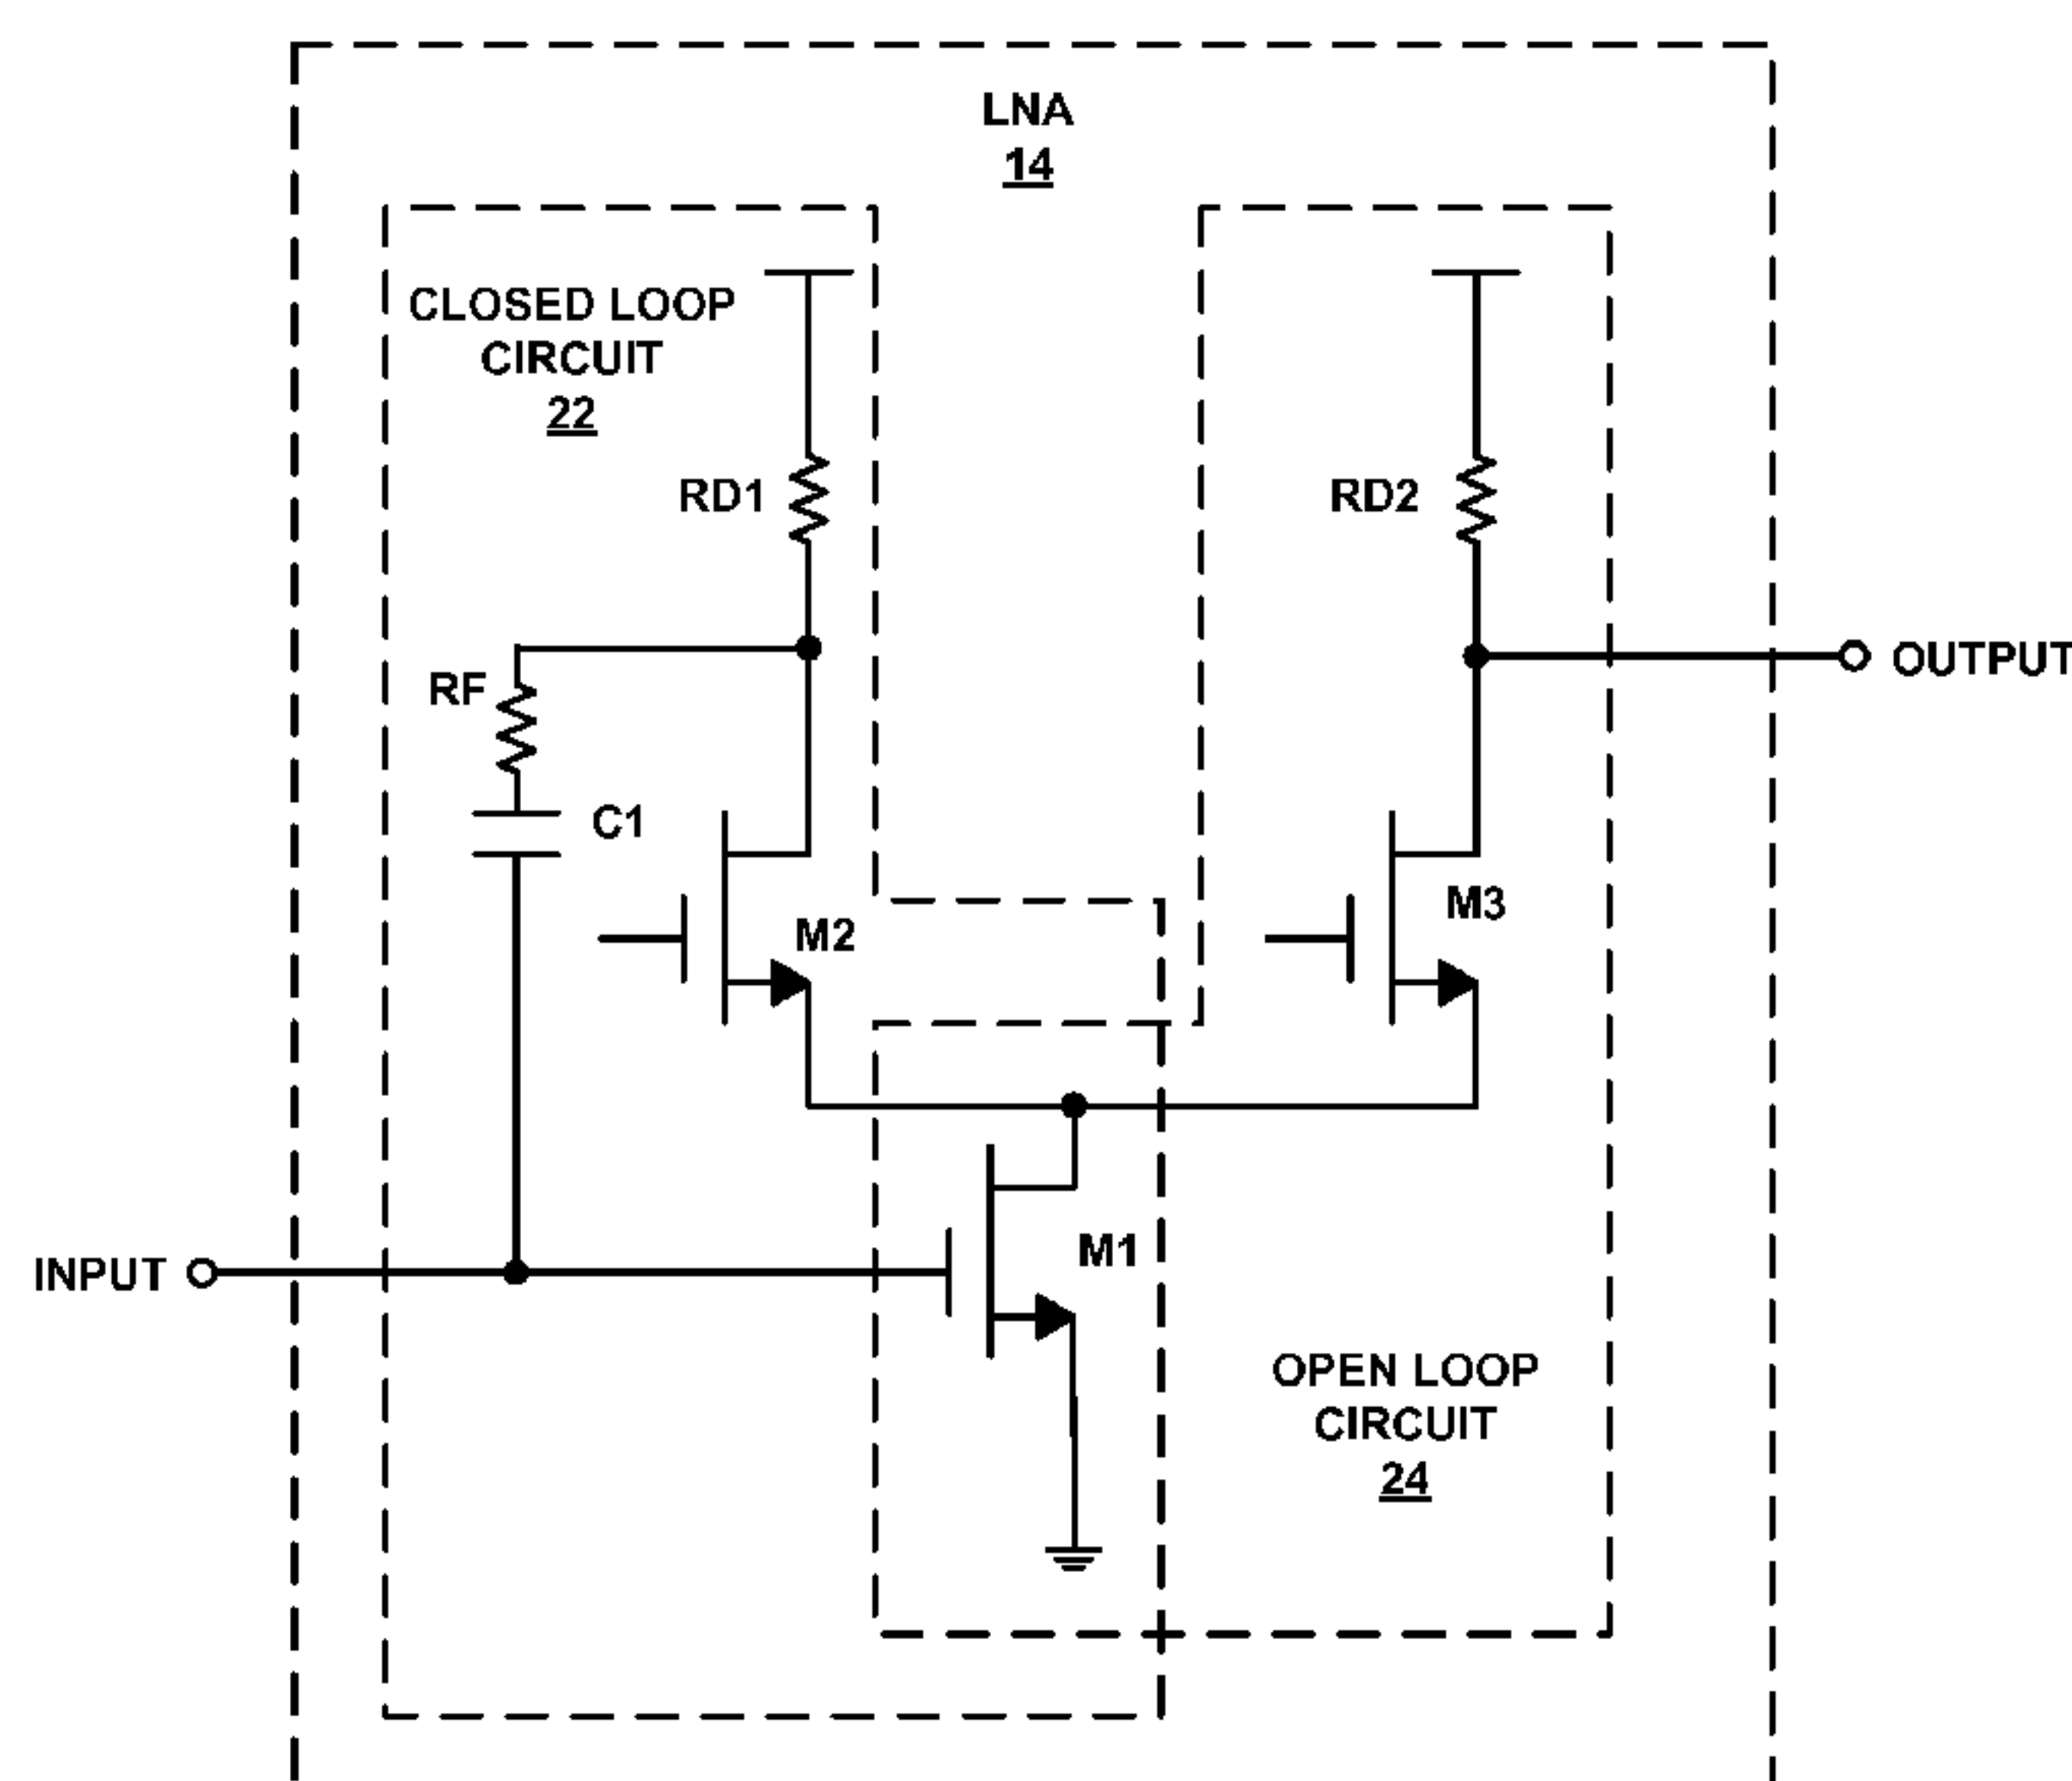 LNA
14
CLOSED LOOP
CIRCUIT
22
RD1
RD2
RF
OUTPUT
C1
M2
M3
M1
INPUT
OPEN LOOP
CIRCUIT
24